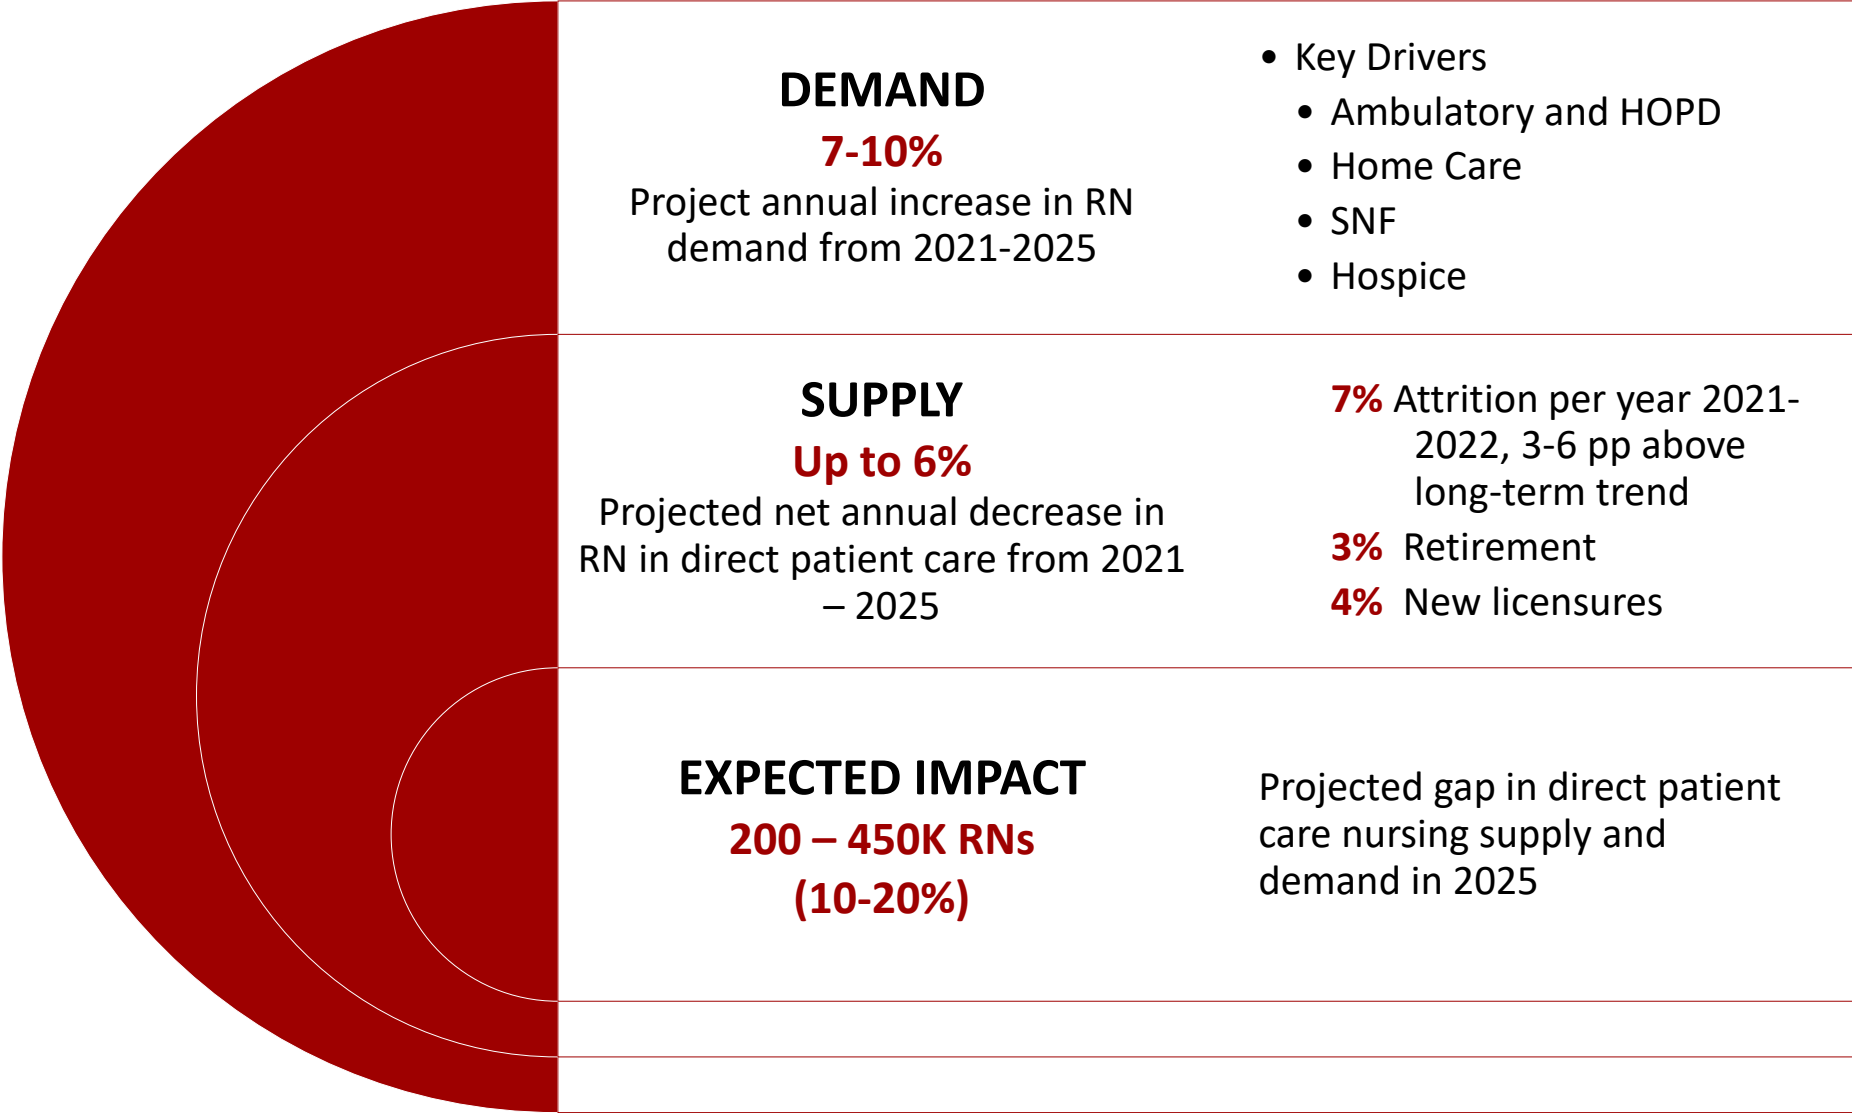 DEMAND
7-10%
Project annual increase in RN
demand from 2021-2025
• Key Drivers
• Ambulatory and HOPD
• Home Care
• SNF
• Hospice
SUPPLY
Up to 6%
Projected net annual decrease in
RN in direct patient care from 2021
– 2025
7% Attrition per year 2021-
2022, 3-6 pp above
long-term trend
3% Retirement
4% New licensures
EXPECTED IMPACT
200 – 450K RNs
(10-20%)
Projected gap in direct patient
care nursing supply and
demand in 2025